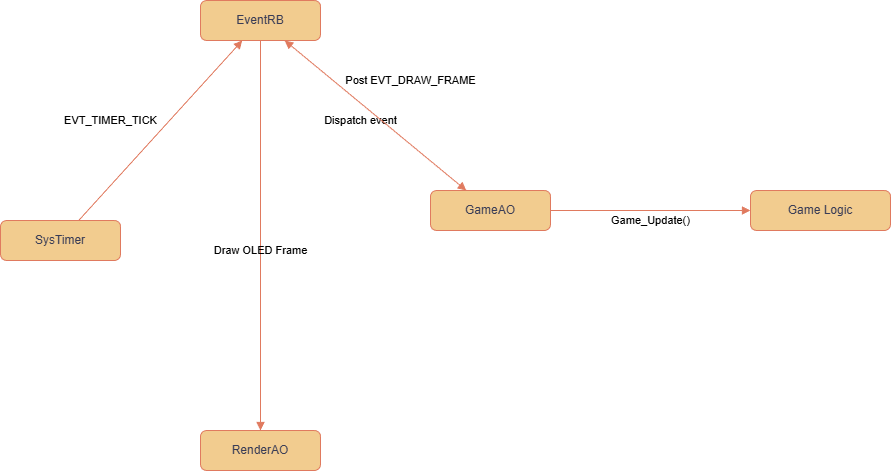 EventRB
Post EVT_DRAW_FRAME
EVT_TIMER_TICK
Dispatch event
GameAO
Game Logic
Game_Update()
SysTimer
Draw OLED Frame
RenderAO